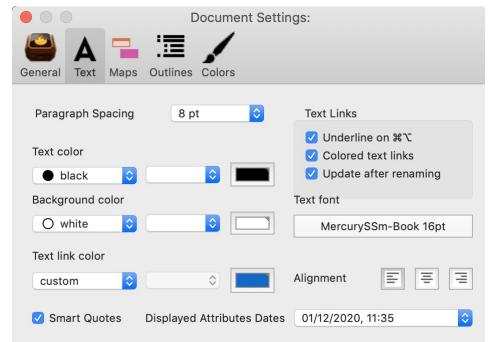 Document Settings:
General Text Maps Outlines Colors
Paragraph Spacing 8 pt Text Links
Underline on ⌘⌥
Text color Colored text links
black Update after renaming
Background color Text font
white MercurySSm-Book 16pt
Text link color
custom Alignment
Smart Quotes Displayed Attributes Dates 01/12/2020, 11:35